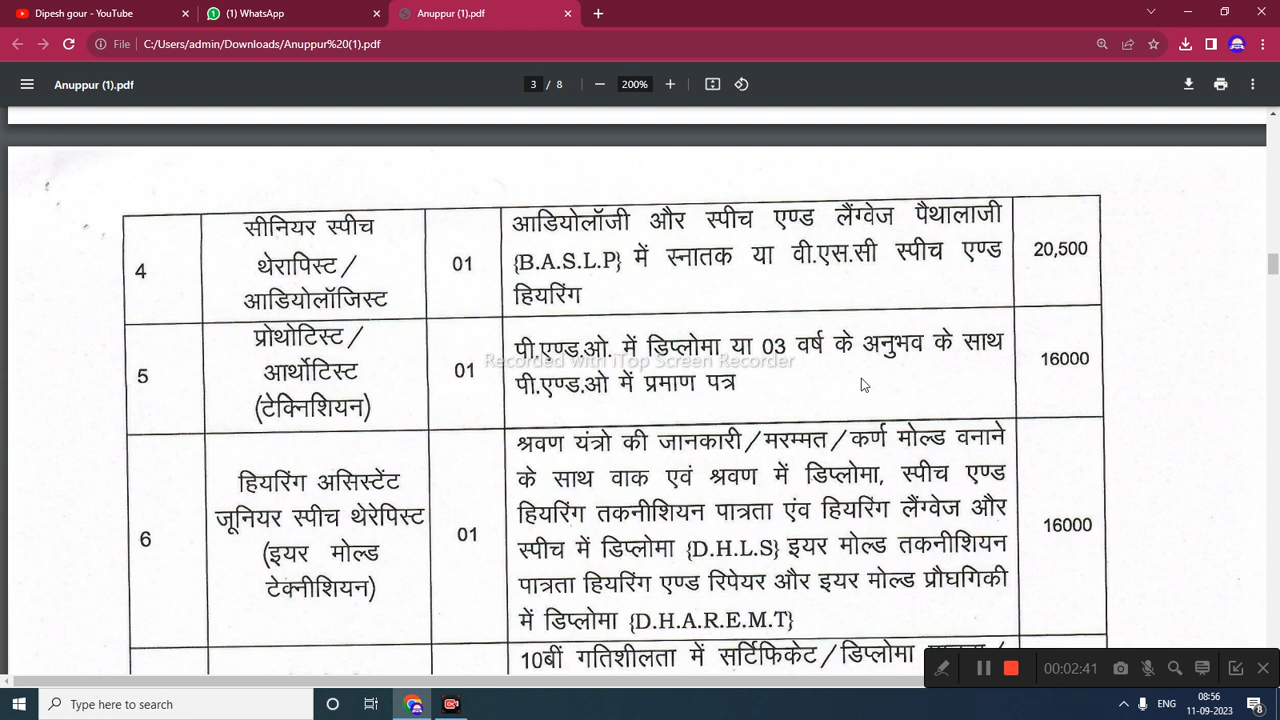 Dipesh gour - YouTube
(1) WhatsApp
Anuppur (1).pdf
File C:/Users/admin/Downloads/Anuppur%20(1).pdf
Anuppur (1).pdf
3 / 8
200%
4
सीनियर स्पीच
थेरापिस्ट/
आडियोलॉजिस्ट
01
आडियोलॉजी और स्पीच एण्ड लैंग्वेज पैथालाजी
{B.A.S.L.P} में स्नातक या वी.एस.सी स्पीच एण्ड
हियरिंग
20,500
5
प्रोथोटिस्ट/
आर्थोटिस्ट
(टेक्निशियन)
01
पी.एण्ड.ओ. में डिप्लोमा या 03 वर्ष के अनुभव के साथ
पी.एण्ड.ओ में प्रमाण पत्र
16000
Recorded with iTop Screen Recorder
6
हियरिंग असिस्टेंट
जूनियर स्पीच थेरेपिस्ट
(इयर मोल्ड
टेक्नीशियन)
01
श्रवण यंत्रो की जानकारी/मरम्मत/कर्ण मोल्ड वनाने
के साथ वाक एवं श्रवण में डिप्लोमा, स्पीच एण्ड
हियरिंग तकनीशियन पात्रता एंव हियरिंग लैंग्वेज और
स्पीच में डिप्लोमा {D.H.L.S} इयर मोल्ड तकनीशियन
पात्रता हियरिंग एण्ड रिपेयर और इयर मोल्ड प्रौघगिकी
में डिप्लोमा {D.H.A.R.E.M.T}
16000
10बीं गतिशीलता में सर्टिफिकेट/डिप्लोमा
00:02:41
Type here to search
ENG
08:56
11-09-2023
8